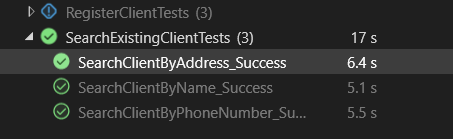 RegisterClientTests (3)
SearchExistingClientTests (3) 17 s
SearchClientByAddress_Success 6.4 s
SearchClientByName_Success 5.1 s
SearchClientByPhoneNumber_Su... 5.5 s